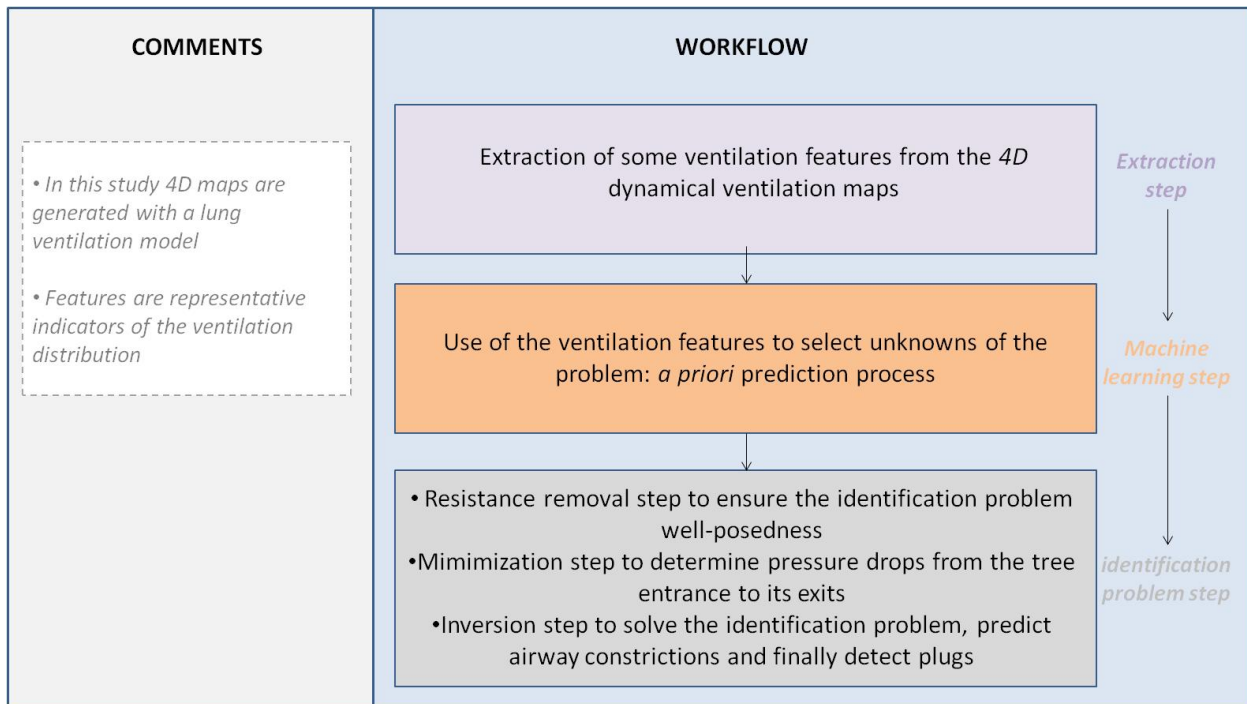 COMMENTS
• In this study 4D maps are
generated with a lung
ventilation model
• Features are representative
indicators of the ventilation
distribution
WORKFLOW
Extraction of some ventilation features from the 4D
dynamical ventilation maps
Extraction
step
Use of the ventilation features to select unknowns of the
problem: a priori prediction process
Machine
learning step
• Resistance removal step to ensure the identification problem
well-posedness
•Mimimization step to determine pressure drops from the tree
entrance to its exits
•Inversion step to solve the identification problem, predict
airway constrictions and finally detect plugs
identification
problem step